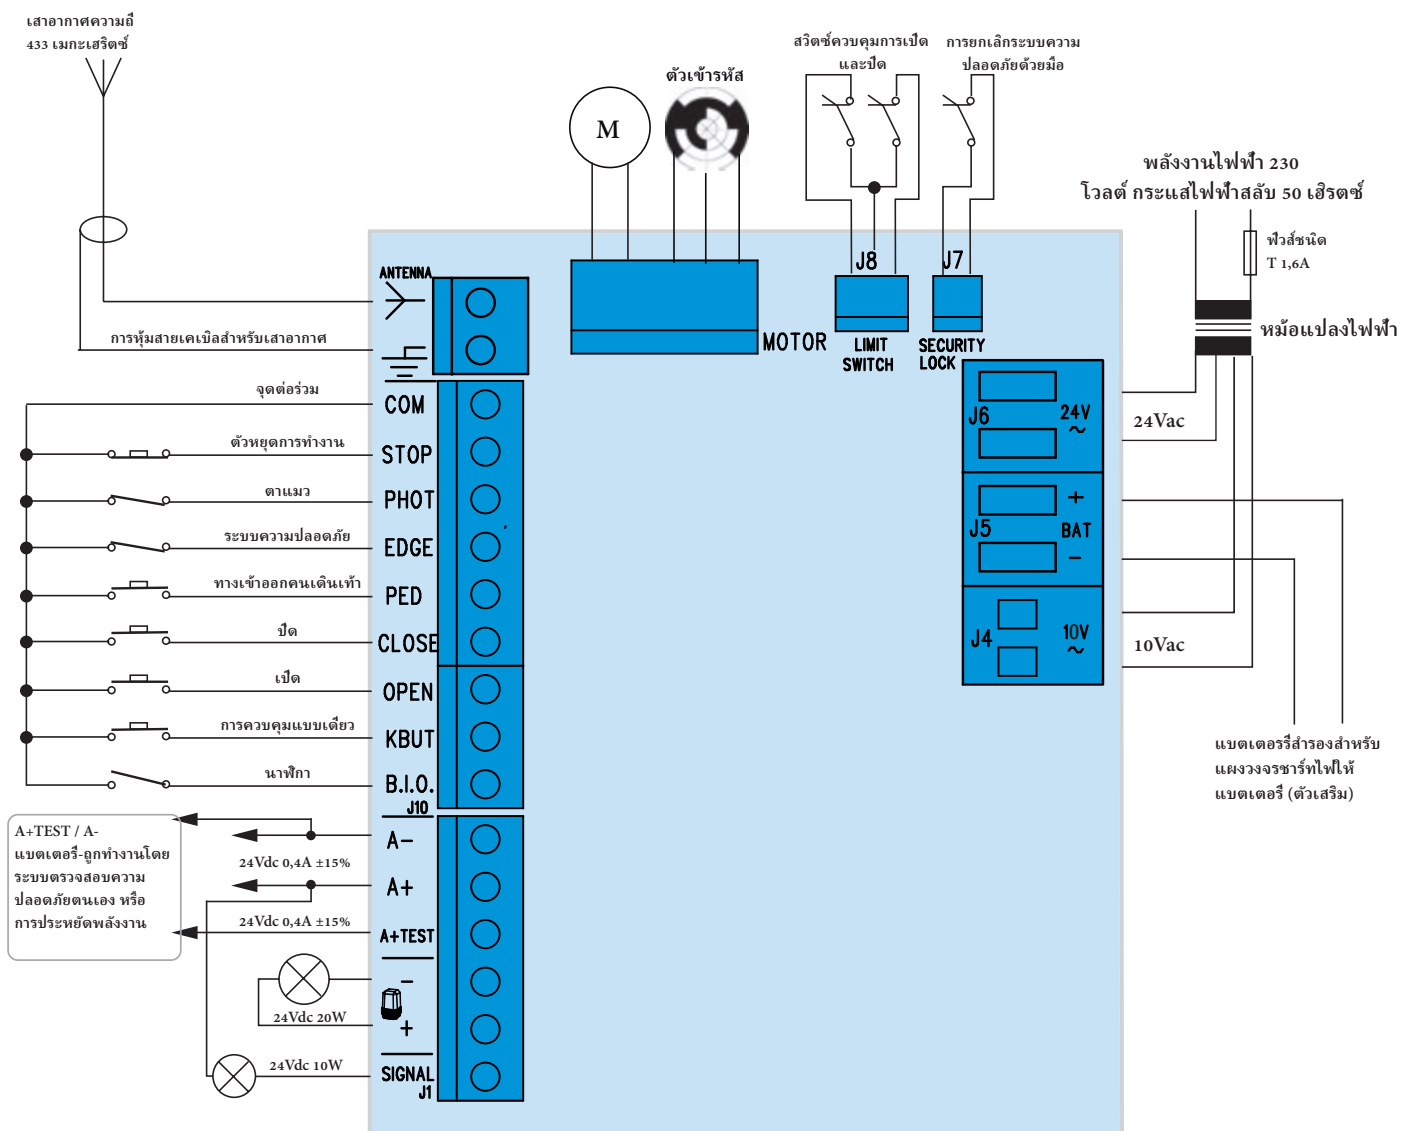 เสาอากาศความถี่
433 เมกะเฮริตซ์
M
ตัวเข้ารหัส
สวิตซ์ควบคุมการเปิด
และปิด
การยกเลิกระบบความ
ปลอดภัยด้วยมือ
พลังงานไฟฟ้า 230
โวลต์ กระแสไฟฟ้าสลับ 50 เฮิรตซ์
ฟิวส์ชนิด
T 1,6A
หม้อแปลงไฟฟ้า
ANTENNA
การหุ้มสายเคเบิลสำหรับเสาอากาศ
MOTOR
J8
LIMIT
SWITCH
J7
SECURITY
LOCK
จุดต่อร่วม
COM
ตัวหยุดการทำงาน
STOP
ตาแมว
PHOT
ระบบความปลอดภัย
EDGE
ทางเข้าออกคนเดินเท้า
PED
ปิด
CLOSE
เปิด
OPEN
การควบคุมแบบเดี่ยว
KBUT
นาฬิกา
B.I.O.
J10
J6
24V
~
24Vac
J5
+
BAT
-
J4
10V
~
10Vac
แบตเตอรรี่สำรองสำหรับ
แผงวงจรชาร์ทไฟให้
แบตเตอรี่ (ตัวเสริม)
A+TEST / A-
แบตเตอรี่-ถูกทำงานโดย
ระบบตรวจสอบความ
ปลอดภัยตนเอง หรือ
การประหยัดพลังงาน
A-
24Vdc 0,4A ±15%
A+
24Vdc 0,4A ±15%
A+TEST
-
24Vdc 20W
+
24Vdc 10W
SIGNAL
J1